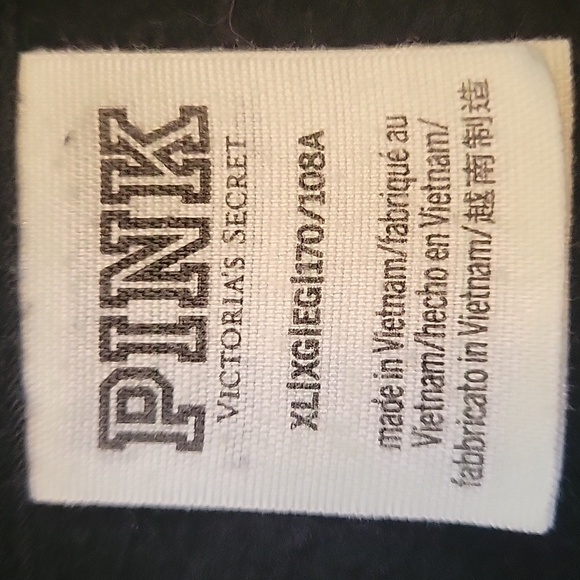 PINK
VICTORIA'S SECRET
XL|XG|EG|170/108A
made in Vietnam/fabriqué au
Vietnam/hecho en Vietnam/
fabbricato in Vietnam/越南制造